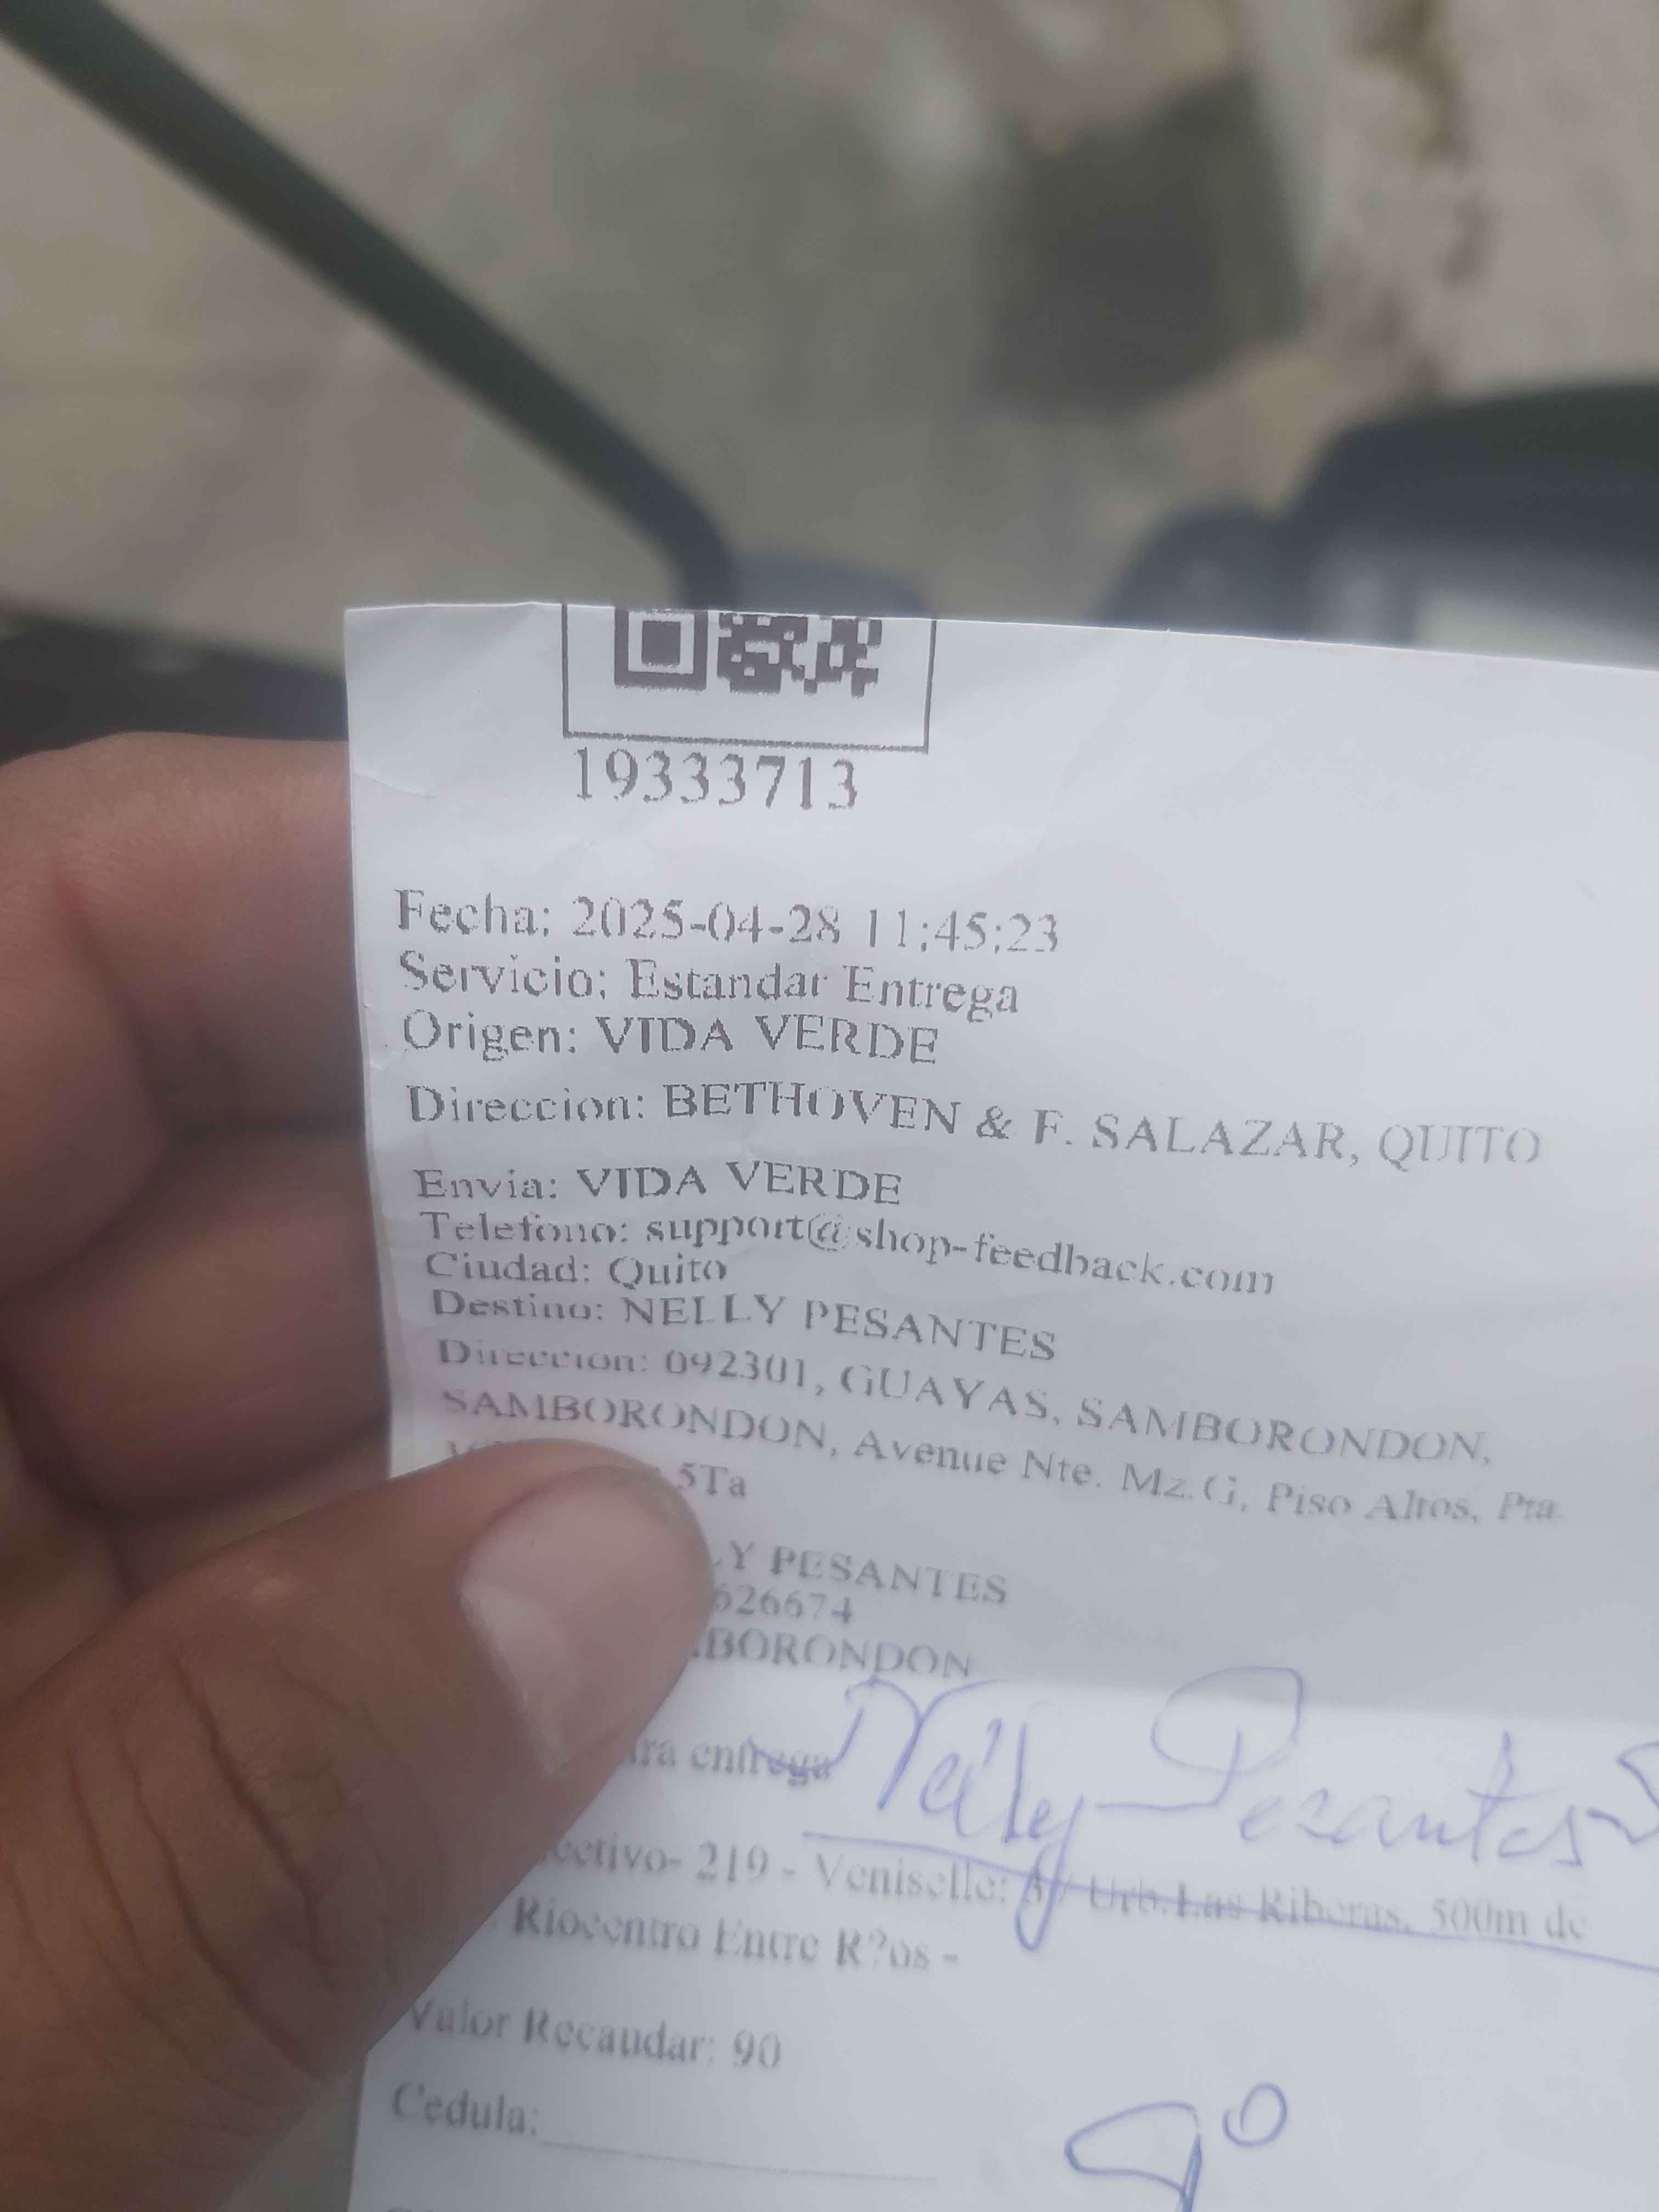 19333713
Fecha: 2025-04-28 11:45:23
Servicio: Estandar Entrega
Origen: VIDA VERDE
Direccion: BETHOVEN & F. SALAZAR, QUITO
Envia: VIDA VERDE
Telefono: support@shop-feedback.com
Ciudad: Quito
Destino: NELLY PESANTES
Direccion: 092301, GUAYAS, SAMBORONDON,
SAMBORONDON, Avenue Nte. Mz.G, Piso Altos, Pta.
5Ta
LY PESANTES
626674
BORONDON
ra entrega
Nelly Pesantes
ectivo- 219 - Veniselle: 3 / Urb.Las Riberas, 500m de
Riocentro Entre R?os -
Valor Recaudar: 90
Cedula: